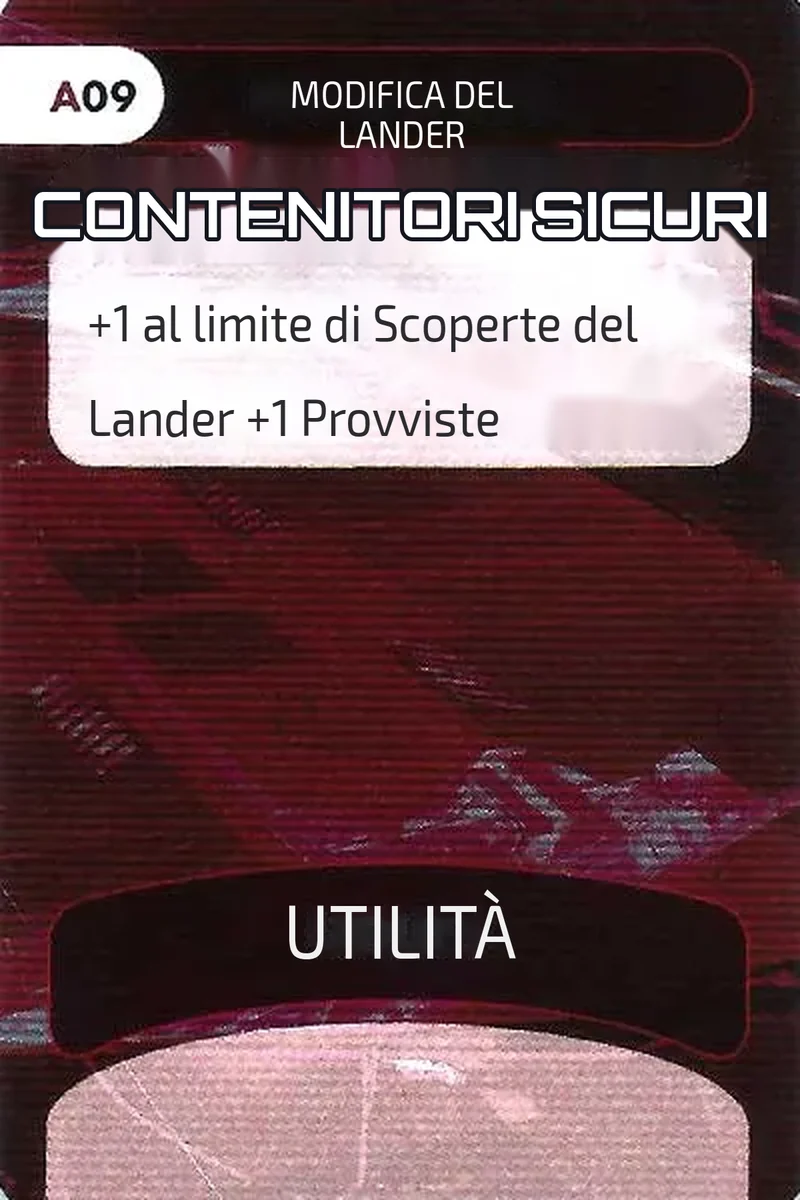 A09
MODIFICA DEL
LANDER
CONTENITORI SICURI
+1 al limite di Scoperte del
Lander +1 Provviste
UTILITÀ